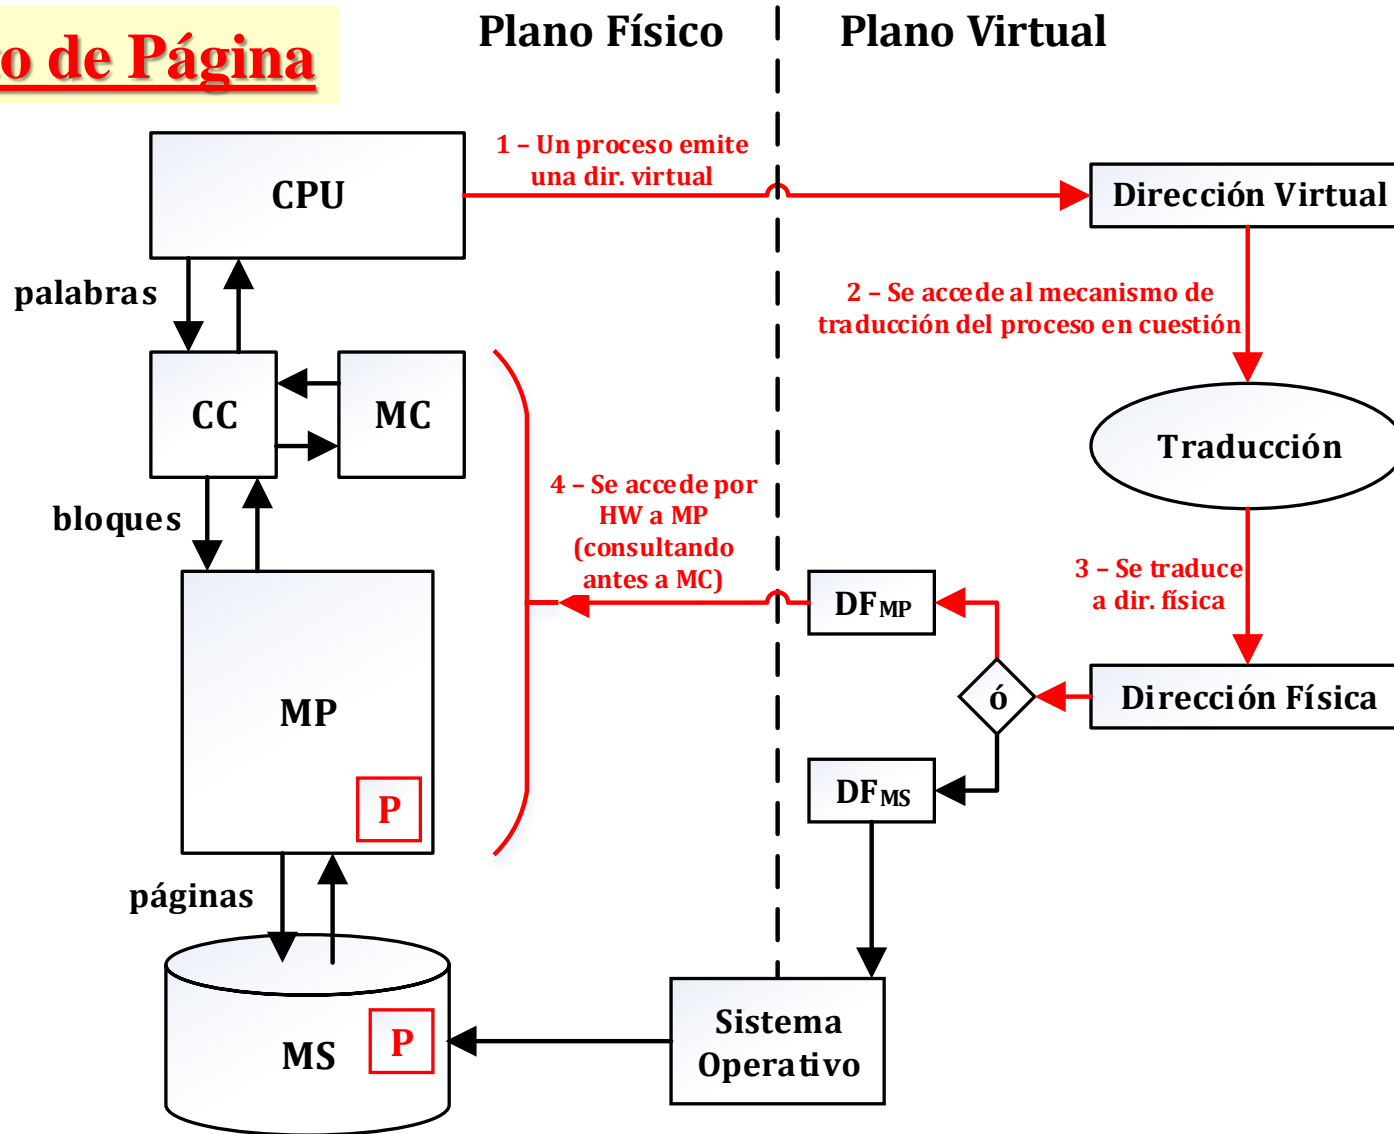 to de Página
Plano Físico
Plano Virtual
1 – Un proceso emite
una dir. virtual
CPU
Dirección Virtual
palabras
2 – Se accede al mecanismo de
traducción del proceso en cuestión
CC
MC
Traducción
4 – Se accede por
HW a MP
(consultando
antes a MC)
bloques
3 – Se traduce
a dir. física
DFMP
MP
ó
Dirección Física
P
DFMS
páginas
Sistema
Operativo
MS
P